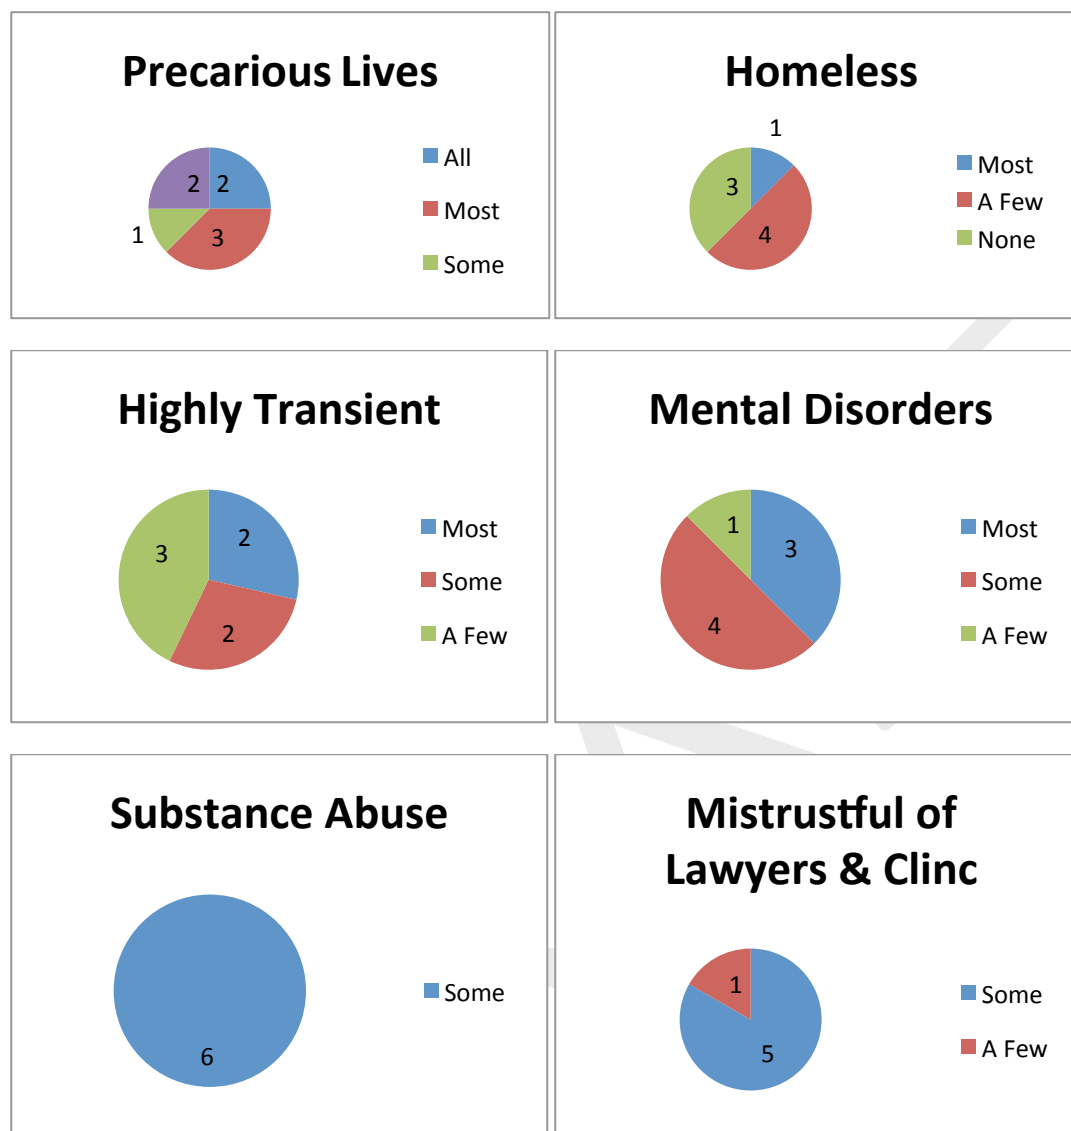 Precarious Lives
2
2
1
3
All
Most
Some
Homeless
1
3
4
Most
A Few
None
Highly Transient
2
3
2
Most
Some
A Few
Mental Disorders
1
3
4
Most
Some
A Few
Substance Abuse
6
Some
Mistrustful of
Lawyers & Clinc
1
5
Some
A Few